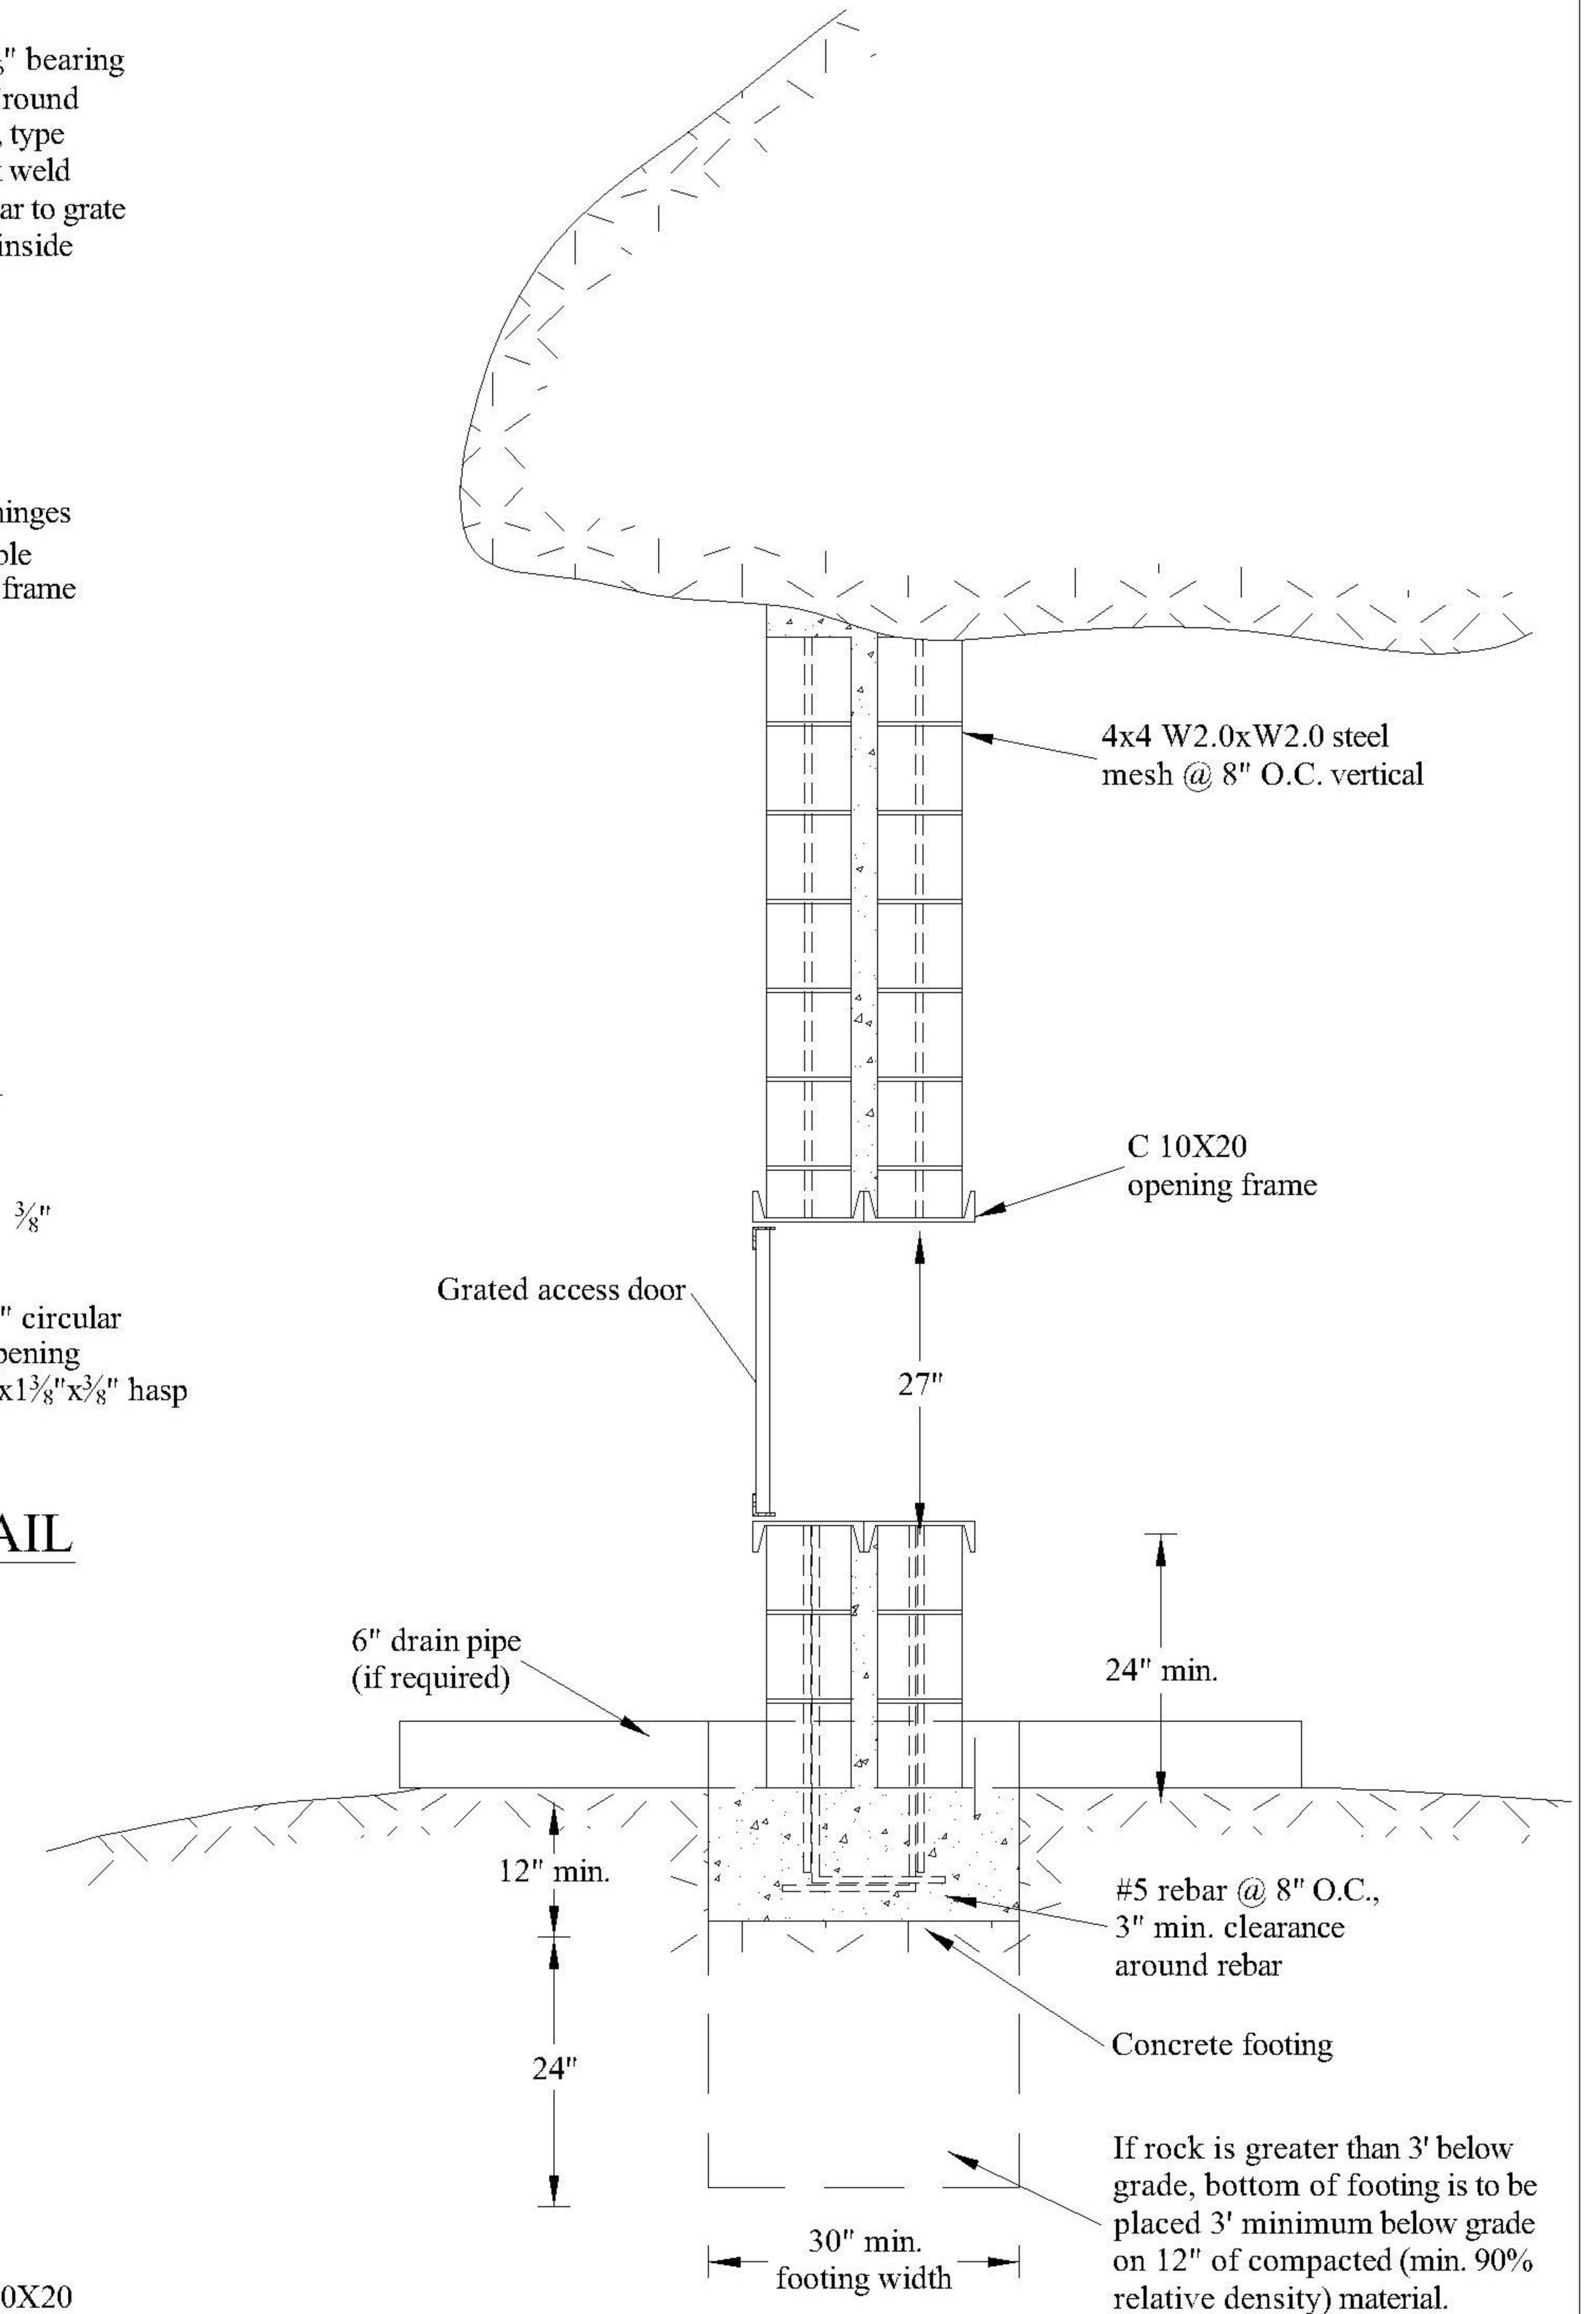 " bearing
round
type
weld
ar to grate
inside
frame
4x4 W2.0xW2.0 steel
mesh @ 8" O.C. vertical
C 10X20
opening frame
⅜"
Grated access door
" circular
27"
x1⅜"x⅜" hasp
AIL
6" drain pipe
(if required)
24" min.
12" min.
#5 rebar @ 8" O.C.,
3" min. clearance
around rebar
Concrete footing
24"
If rock is greater than 3' below
grade, bottom of footing is to be
placed 3' minimum below grade
on 12" of compacted (min. 90%
relative density) material.
30" min.
footing width
0X20